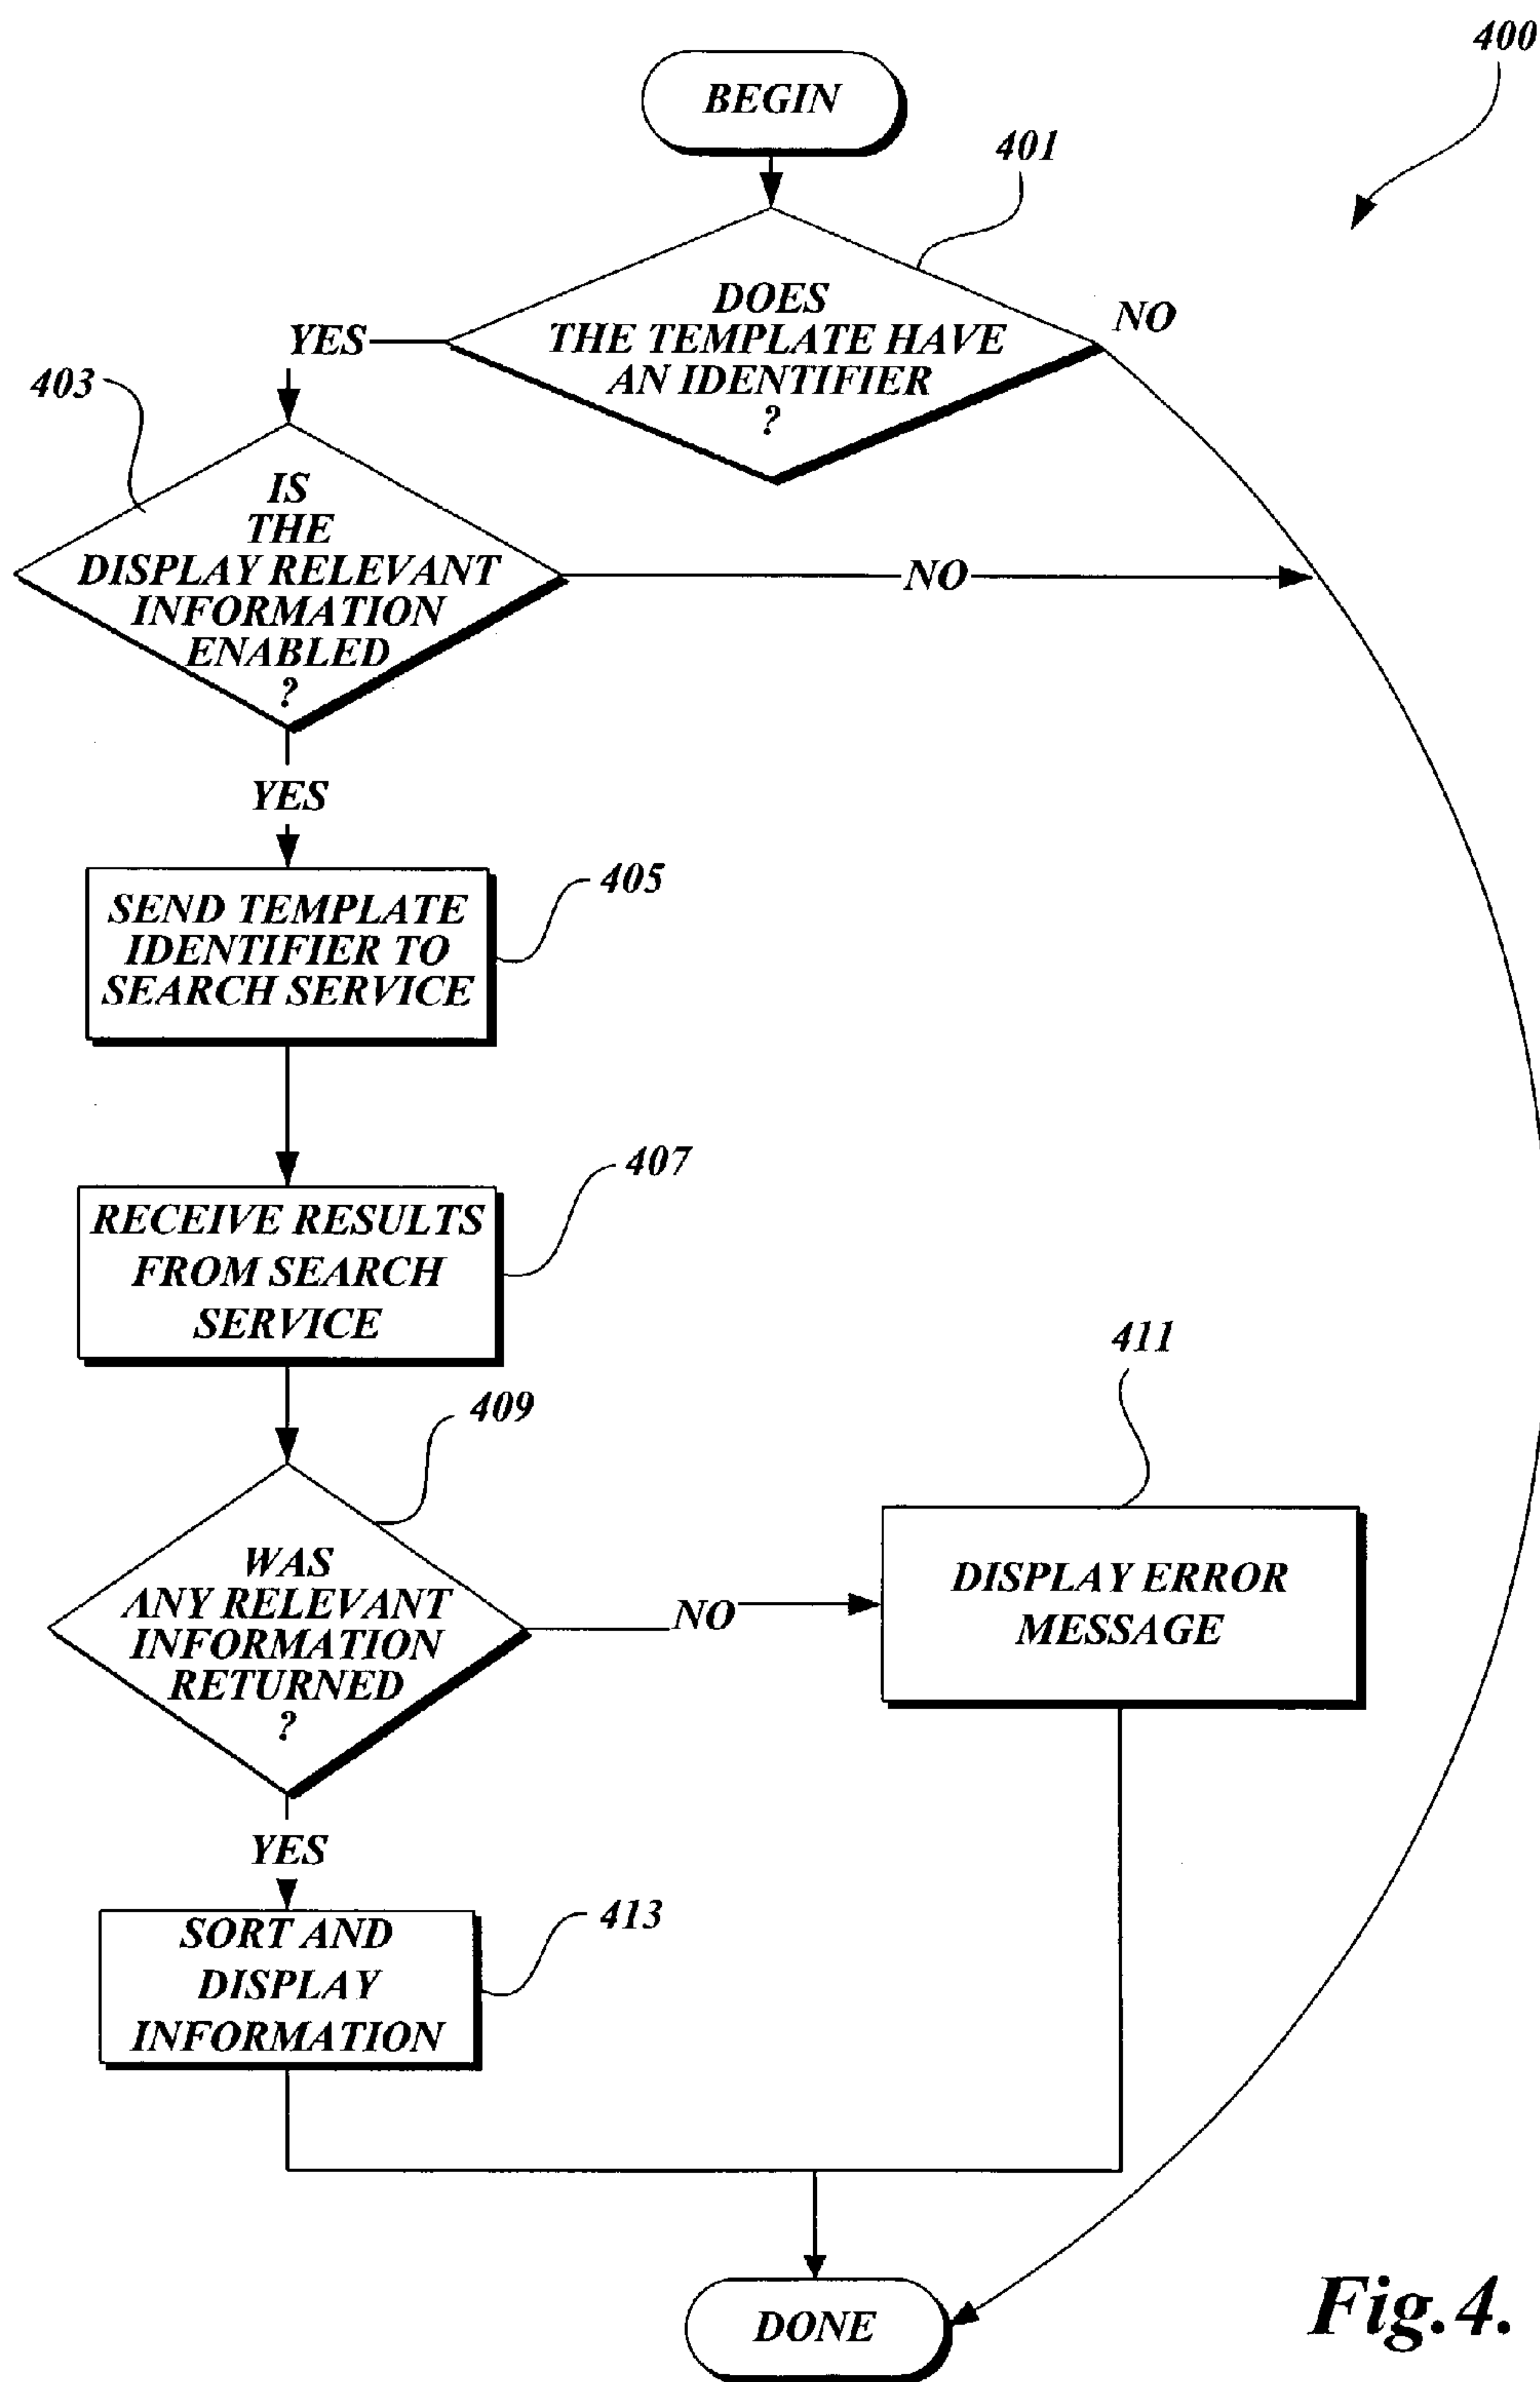 400
BEGIN
401
DOES
THE TEMPLATE HAVE
AN IDENTIFIER
?
NO
YES
403
IS
THE
DISPLAY RELEVANT
INFORMATION
ENABLED
?
NO
YES
405
SEND TEMPLATE
IDENTIFIER TO
SEARCH SERVICE
407
RECEIVE RESULTS
FROM SEARCH
SERVICE
409
WAS
ANY RELEVANT
INFORMATION
RETURNED
?
NO
411
DISPLAY ERROR
MESSAGE
YES
413
SORT AND
DISPLAY
INFORMATION
DONE
Fig.4.